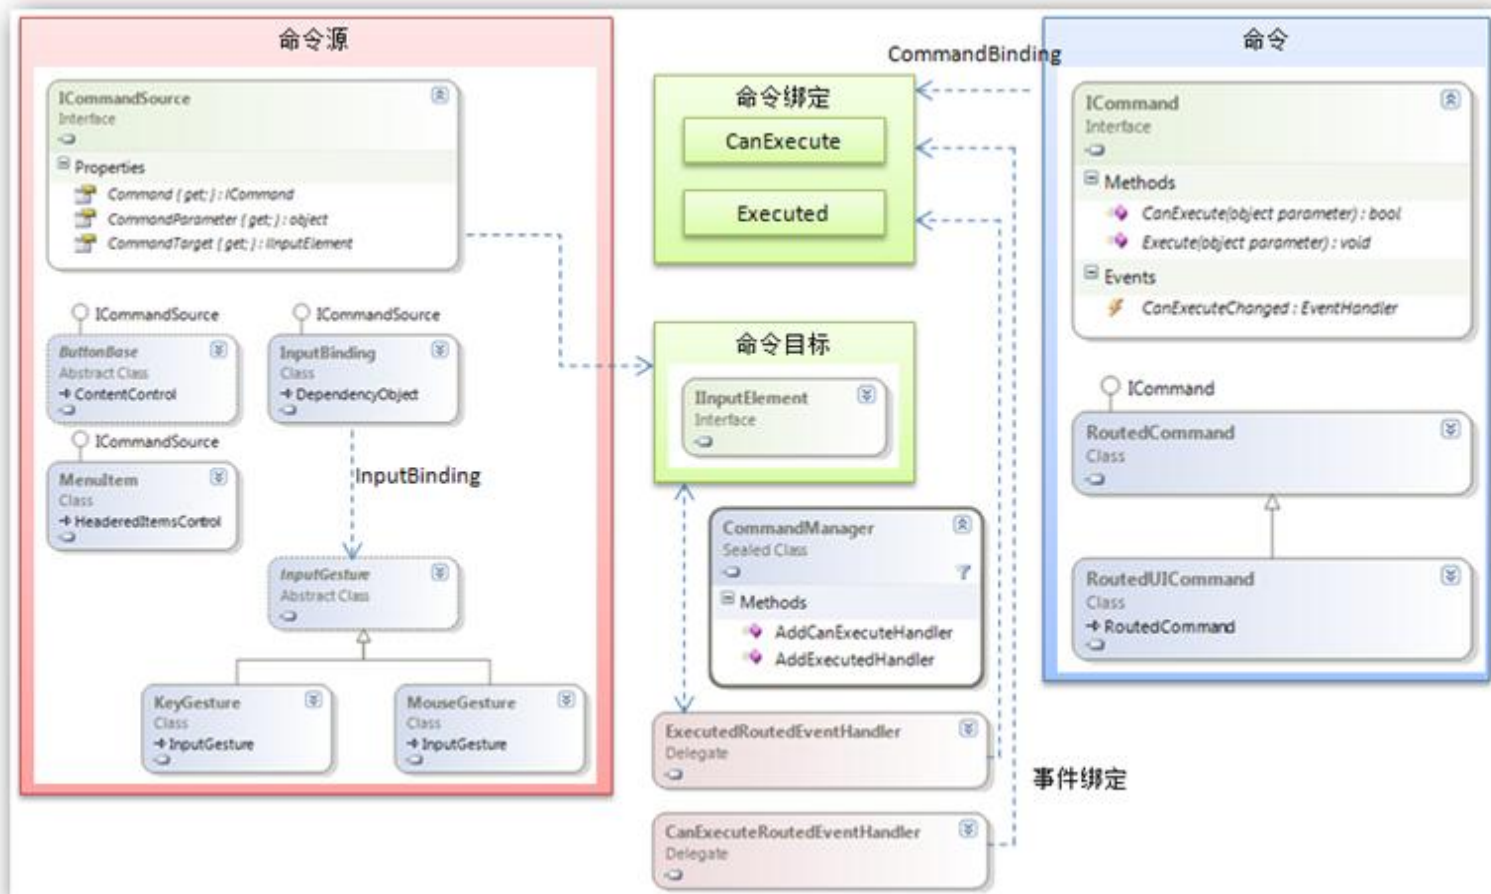 命令源
ICommandSource
Interface
Properties
Command { get; } : ICommand
CommandParameter { get; } : object
CommandTarget { get; } : IInputElement
ICommandSource
ButtonBase
Abstract Class
ContentControl
ICommandSource
InputBinding
Class
DependencyObject
ICommandSource
MenuItem
Class
HeaderedItemsControl
InputBinding
InputGesture
Abstract Class
KeyGesture
Class
InputGesture
MouseGesture
Class
InputGesture
CommandBinding
命令绑定
CanExecute
Executed
命令目标
IInputElement
Interface
CommandManager
Sealed Class
Methods
AddCanExecuteHandler
AddExecutedHandler
ExecutedRoutedEventHandler
Delegate
CanExecuteRoutedEventHandler
Delegate
事件绑定
命令
ICommand
Interface
Methods
CanExecute(object parameter) : bool
Execute(object parameter) : void
Events
CanExecuteChanged : EventHandler
ICommand
RoutedCommand
Class
RoutedUICommand
Class
RoutedCommand